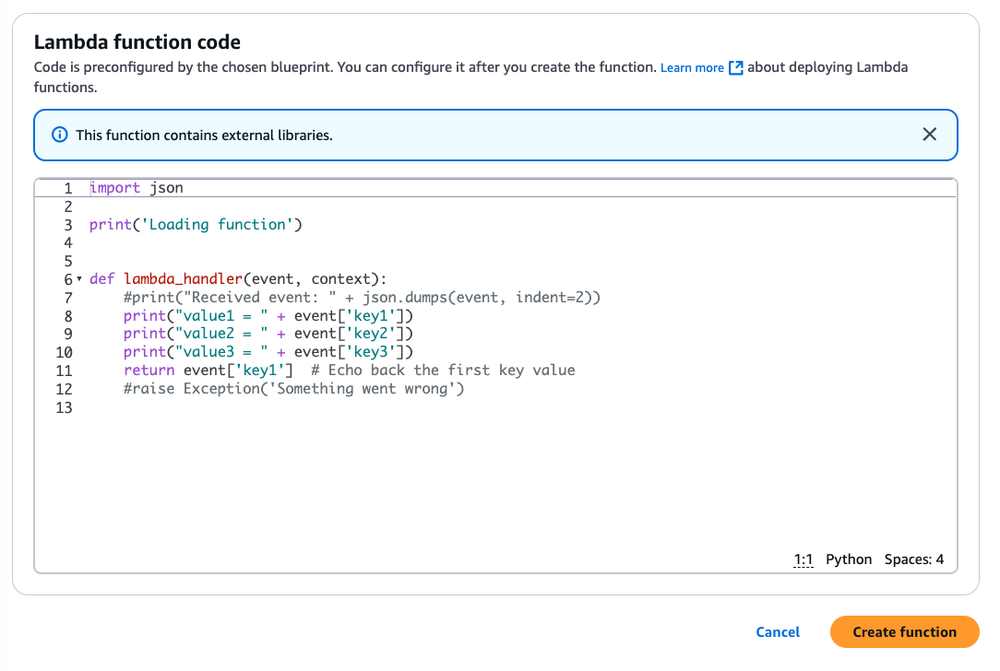 Lambda function code
Code is preconfigured by the chosen blueprint. You can configure it after you create the function. Learn more about deploying Lambda
functions.
This function contains external libraries.
1 import json
2
3 print('Loading function')
4
5
6 def lambda_handler(event, context):
7     #print("Received event: " + json.dumps(event, indent=2))
8     print("value1 = " + event['key1'])
9     print("value2 = " + event['key2'])
10     print("value3 = " + event['key3'])
11     return event['key1']  # Echo back the first key value
12     #raise Exception('Something went wrong')
13
1:1 Python Spaces: 4
Cancel Create function